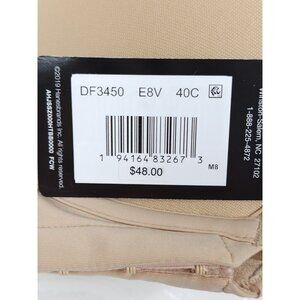 DF3450 E8V 40C
1 94164 83267 3
$48.00
M8
©2019 Hanesbrands Inc.
All rights reserved.
Winston-Salem, NC 27102
1-888-225-4872